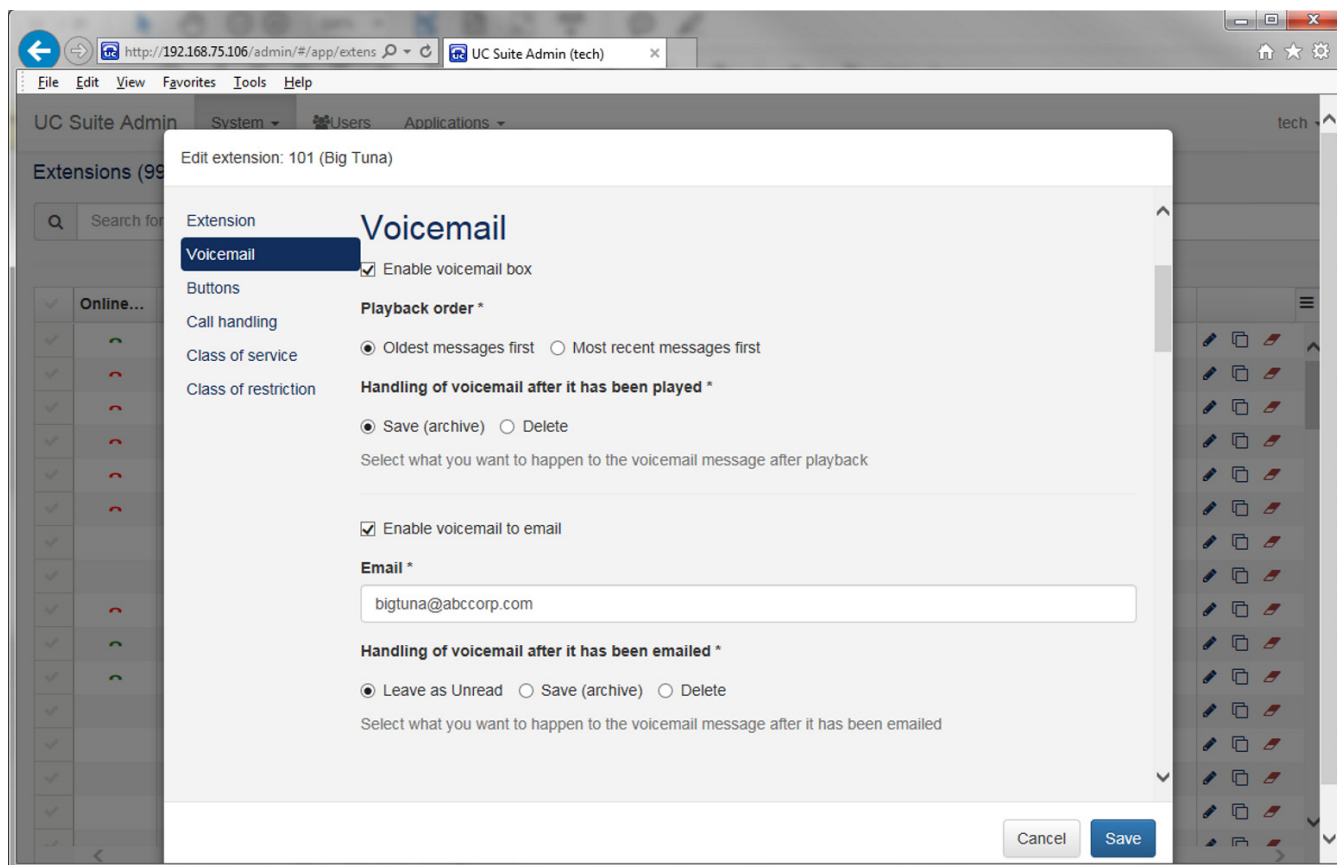 http://192.168.75.106/admin/#/app/extens
UC Suite Admin (tech)
File Edit View Favorites Tools Help
UC Suite Admin System Users Applications tech
Edit extension: 101 (Big Tuna)
Extensions (99
Search for
Online...
Extension
Voicemail
Buttons
Call handling
Class of service
Class of restriction
Voicemail
Enable voicemail box
Playback order *
Oldest messages first Most recent messages first
Handling of voicemail after it has been played *
Save (archive) Delete
Select what you want to happen to the voicemail message after playback
Enable voicemail to email
Email *
bigtuna@abccorp.com
Handling of voicemail after it has been emailed *
Leave as Unread Save (archive) Delete
Select what you want to happen to the voicemail message after it has been emailed
Cancel Save